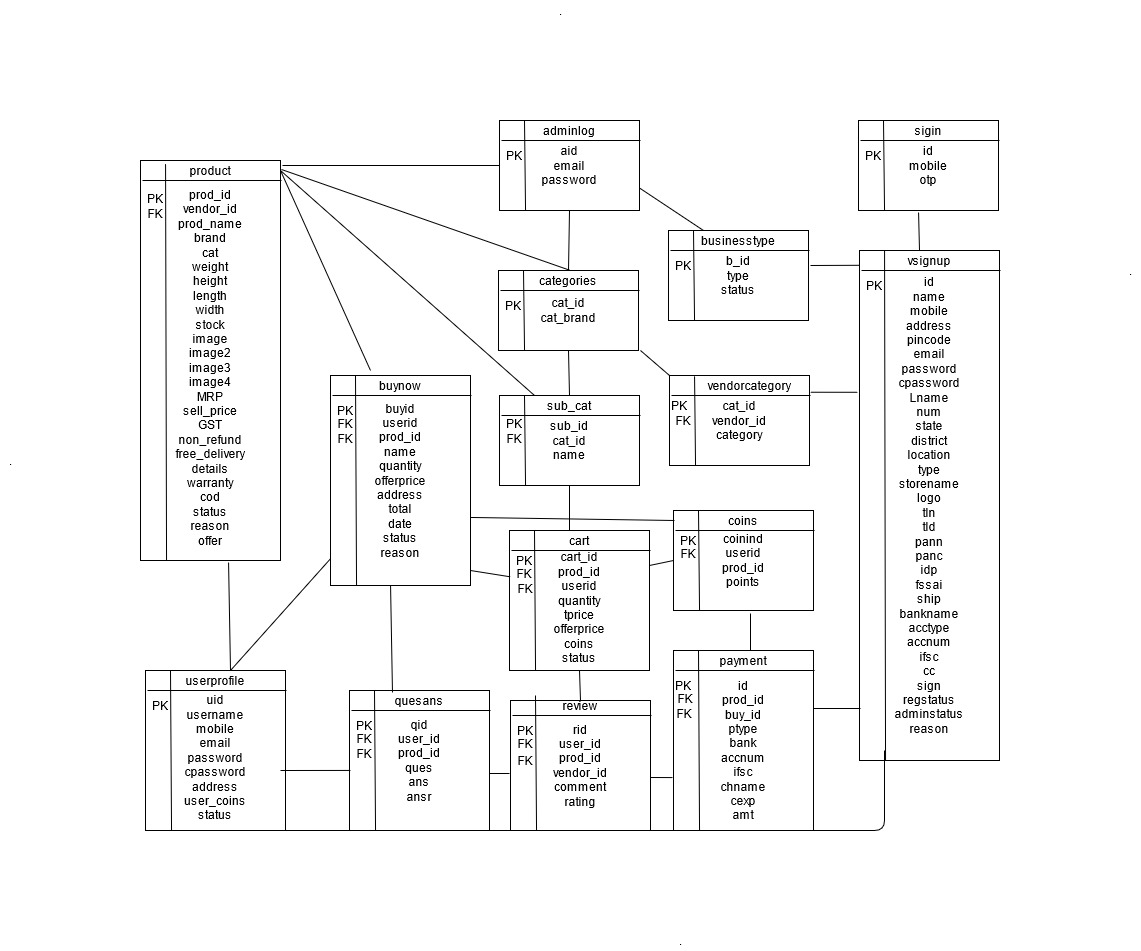 adminlog
PK
aid
email
password
sigin
PK
id
mobile
otp
product
PK
FK
prod_id
vendor_id
prod_name
brand
cat
weight
height
length
width
stock
image
image2
image3
image4
MRP
sell_price
GST
non_refund
free_delivery
details
warranty
cod
status
reason
offer
businesstype
PK
b_id
type
status
vsignup
PK
id
name
mobile
address
pincode
email
password
cpassword
Lname
num
state
district
location
type
storename
logo
tln
tld
pann
panc
idp
fssai
ship
bankname
acctype
accnum
ifsc
cc
sign
regstatus
adminstatus
reason
categories
PK
cat_id
cat_brand
buynow
PK
FK
FK
buyid
userid
prod_id
name
quantity
offerprice
address
total
date
status
reason
sub_cat
PK
FK
sub_id
cat_id
name
vendorcategory
PK
FK
cat_id
vendor_id
category
cart
PK
FK
FK
cart_id
prod_id
userid
quantity
tprice
offerprice
coins
status
coins
PK
FK
coinind
userid
prod_id
points
userprofile
PK
uid
username
mobile
email
password
cpassword
address
user_coins
status
quesans
PK
FK
FK
qid
user_id
prod_id
ques
ans
ansr
review
PK
FK
FK
rid
user_id
prod_id
vendor_id
comment
rating
payment
PK
FK
FK
id
prod_id
buy_id
ptype
bank
accnum
ifsc
chname
cexp
amt